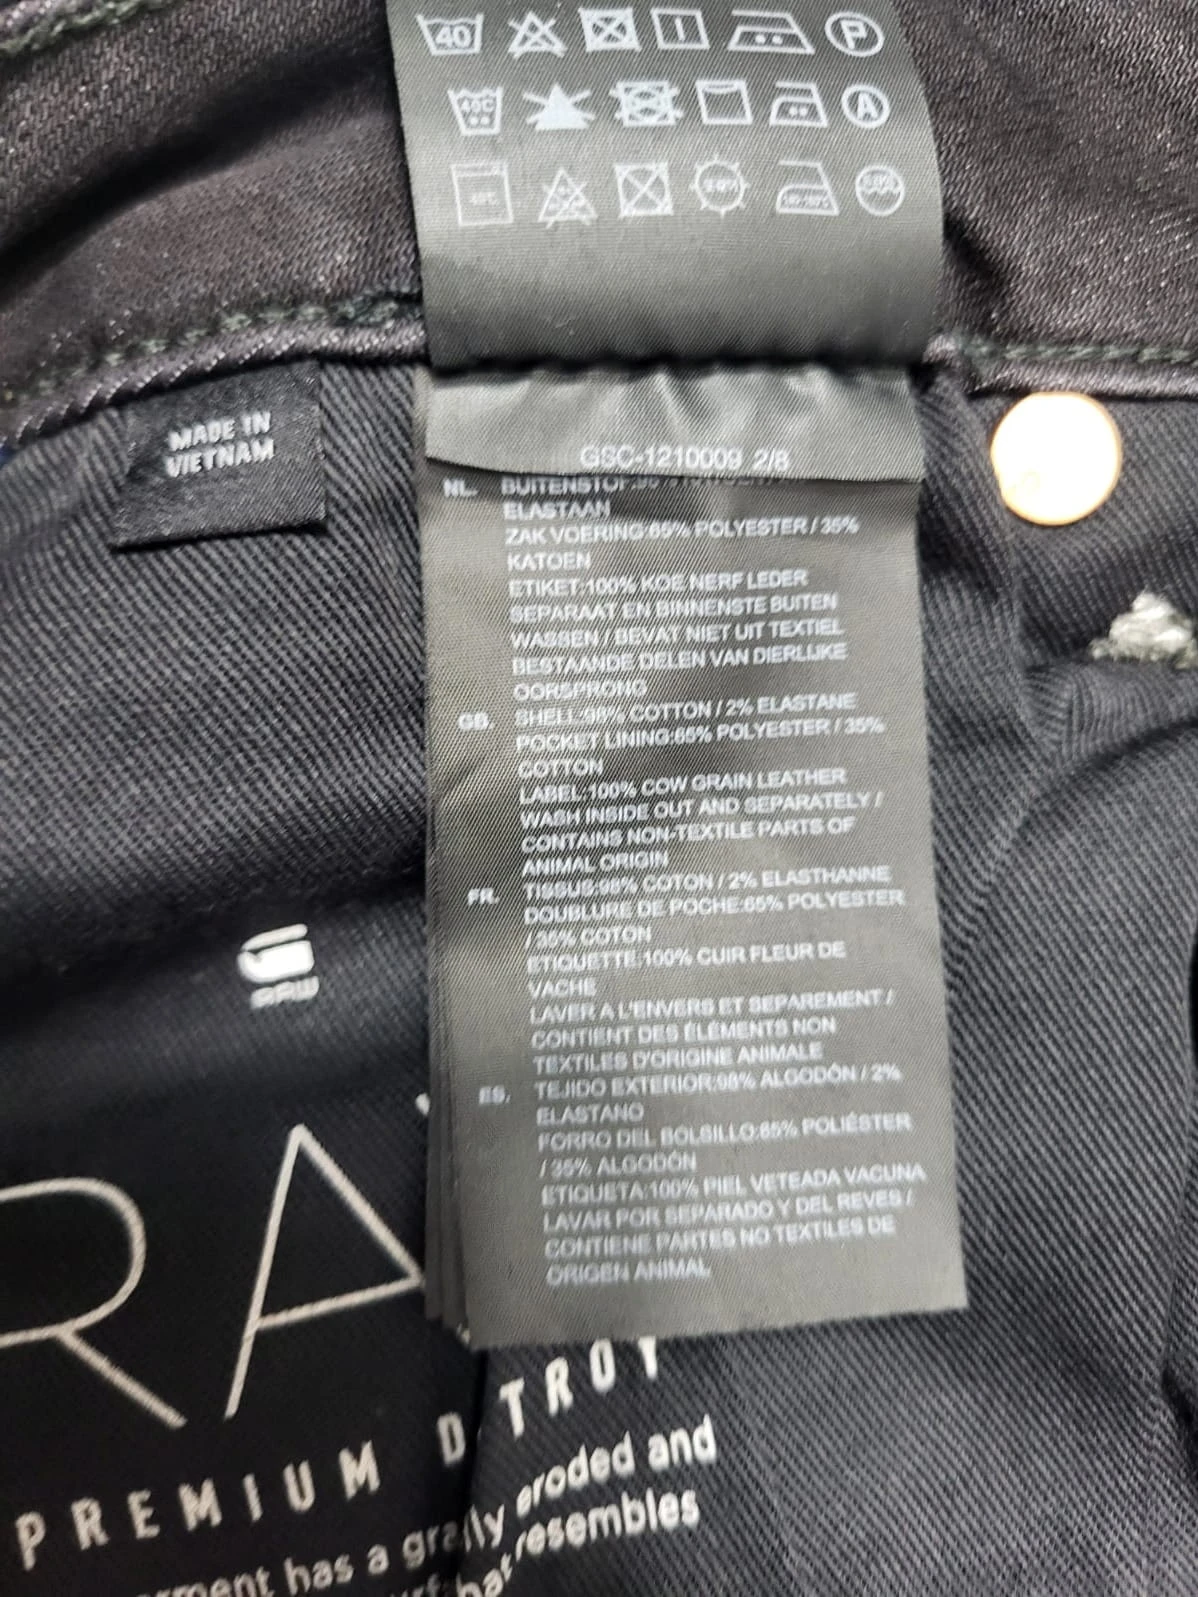 40
P
40C
A
40°C
MADE IN
VIETNAM
GSC-1210009 2/8
NL.
ELASTAAN
ZAK VOERING:65% POLYESTER / 35%
KATOEN
ETIKET:100% KOE NERF LEDER
SEPARAAT EN BINNENSTE BUITEN
WASSEN / BEVAT NIET UIT TEXTIEL
BESTAANDE DELEN VAN DIERLIJKE
OORSPRONG
GB. SHELL:98% COTTON / 2% ELASTANE
POCKET LINING:65% POLYESTER / 35%
COTTON
LABEL:100% COW GRAIN LEATHER
WASH INSIDE OUT AND SEPARATELY /
CONTAINS NON-TEXTILE PARTS OF
ANIMAL ORIGIN
FR. TISSUS:98% COTON / 2% ELASTHANNE
DOUBLURE DE POCHE:65% POLYESTER
/ 35% COTON
ETIQUETTE:100% CUIR FLEUR DE
VACHE
LAVER A L'ENVERS ET SEPAREMENT /
CONTIENT DES ÉLÉMENTS NON
TEXTILES D'ORIGINE ANIMALE
ES. TEJIDO EXTERIOR:98% ALGODÓN / 2%
ELASTANO
FORRO DEL BOLSILLO:65% POLIÉSTER
/ 35% ALGODÓN
ETIQUETA:100% PIEL VETEADA VACUNA
LAVAR POR SEPARADO Y DEL REVES /
CONTIENE PARTES NO TEXTILES DE
ORIGEN ANIMAL
RAW
RA
PREMIUM D TROY
has a eroded and
resembles